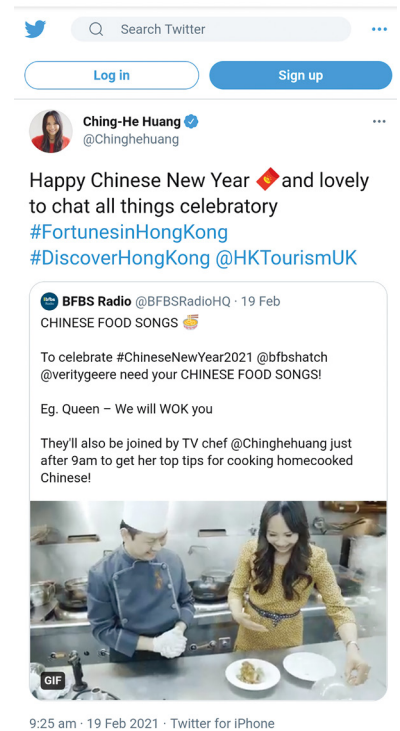 Search Twitter
Log in
Sign up
Ching-He Huang
@Chinghehuang
Happy Chinese New Year 🧧and lovely
to chat all things celebratory
#FortunesinHongKong
#DiscoverHongKong @HKTourismUK
BFBS Radio @BFBSRadioHQ · 19 Feb
CHINESE FOOD SONGS 🍜
To celebrate #ChineseNewYear2021 @bfbshatch
@veritygeere need your CHINESE FOOD SONGS!
Eg. Queen – We will WOK you
They'll also be joined by TV chef @Chinghehuang just
after 9am to get her top tips for cooking homecooked
Chinese!
GIF
9:25 am · 19 Feb 2021 · Twitter for iPhone